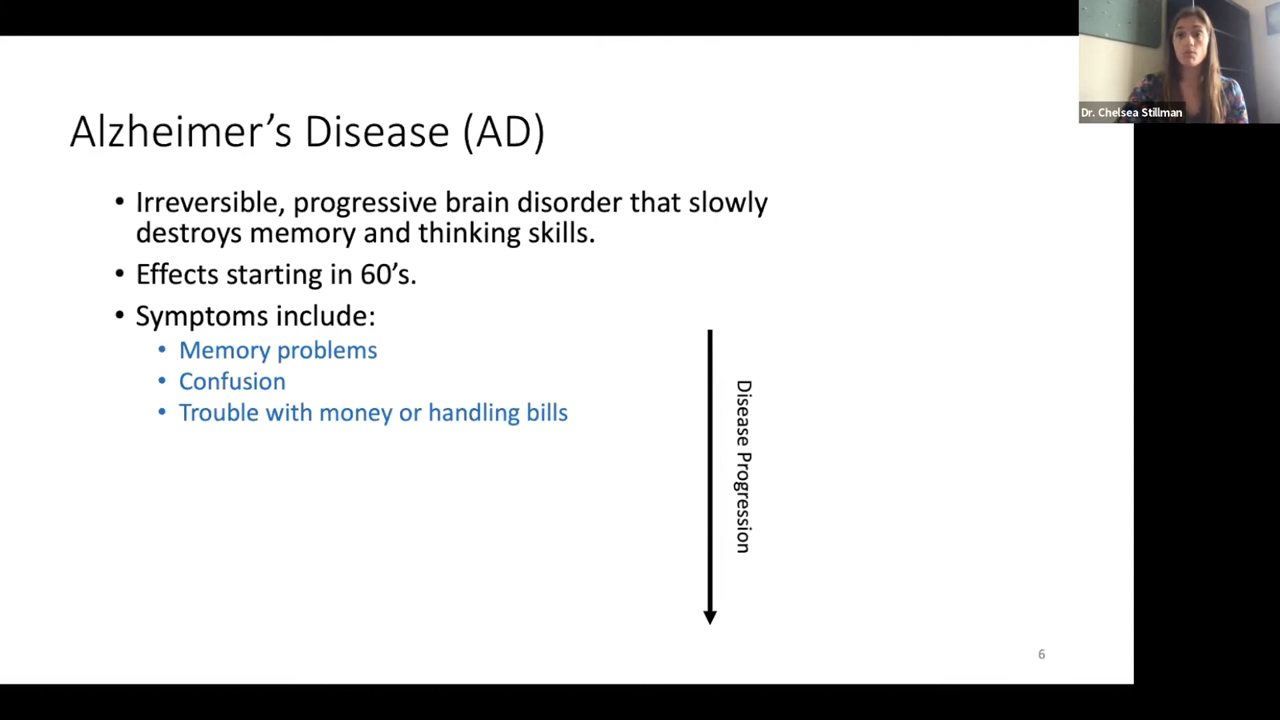 Dr. Chelsea Stillman
Alzheimer’s Disease (AD)
• Irreversible, progressive brain disorder that slowly
destroys memory and thinking skills.
• Effects starting in 60’s.
• Symptoms include:
• Memory problems
• Confusion
• Trouble with money or handling bills
Disease Progression
6